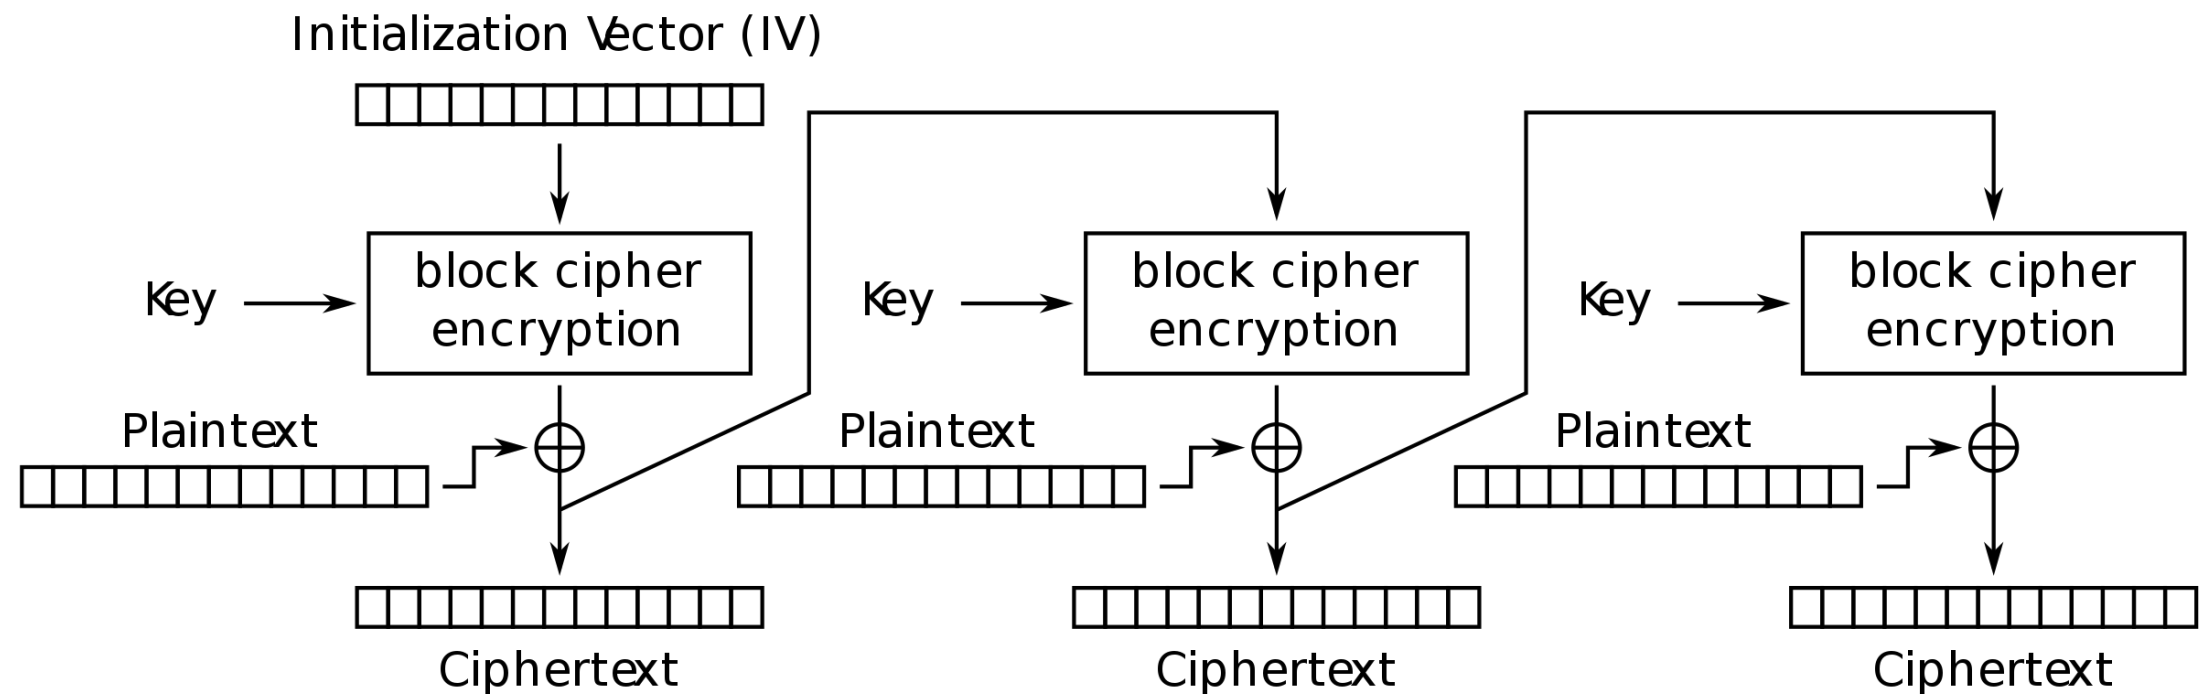 Initialization Vector (IV)
Key
block cipher
encryption
Key
block cipher
encryption
Key
block cipher
encryption
Plaintext
Plaintext
Plaintext
Ciphertext
Ciphertext
Ciphertext